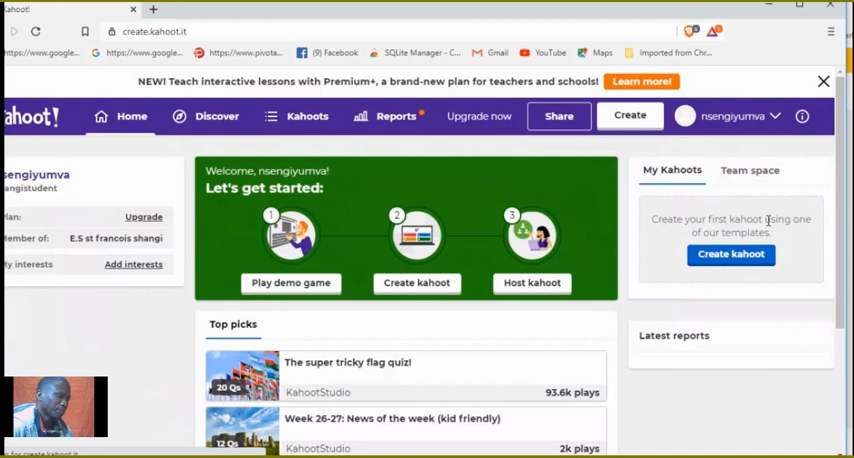 Kahoot!
create.kahoot.it
https://www.google... https://www.google... https://www.pivota... (9) Facebook SQLite Manager - C... Gmail YouTube Maps Imported from Chr...
NEW! Teach interactive lessons with Premium+, a brand-new plan for teachers and schools! Learn more!
ahoot! Home Discover Kahoots Reports Upgrade now Share Create nsengiyumva
sengiyumva
angistudent
Plan: Upgrade
Member of: E.S st francois shangi
My interests Add interests
Welcome, nsengiyumva!
Let's get started:
1 2 3
Play demo game Create kahoot Host kahoot
My Kahoots Team space
Create your first kahoot using one
of our templates.
Create kahoot
Top picks
The super tricky flag quiz!
20 Qs
KahootStudio 93.6k plays
Week 26-27: News of the week (kid friendly)
12 Qs
KahootStudio 2k plays
Latest reports
for create.kahoot.it